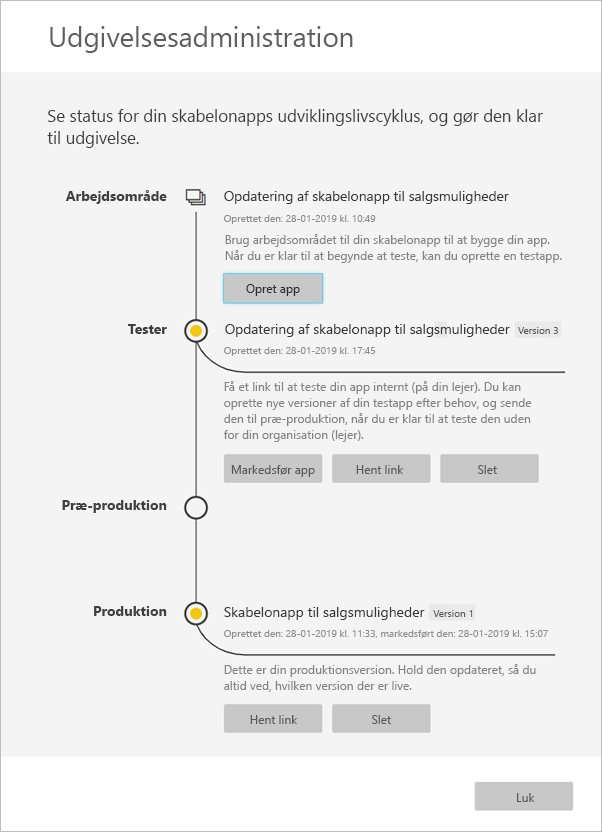 Udgivelsesadministration
Se status for din skabelonapps udviklingslivscyklus, og gør den klar
til udgivelse.
Arbejdsområde
Opdatering af skabelonapp til salgsmuligheder
Oprettet den: 28-01-2019 kl. 10:49
Brug arbejdsområdet til din skabelonapp til at bygge din app.
Når du er klar til at begynde at teste, kan du oprette en testapp.
Opret app
Tester
Opdatering af skabelonapp til salgsmuligheder Version 3
Oprettet den: 28-01-2019 kl. 17:45
Få et link til at teste din app internt (på din lejer). Du kan
oprette nye versioner af din testapp efter behov, og sende
den til præ-produktion, når du er klar til at teste den uden
for din organisation (lejer).
Markedsfør app Hent link Slet
Præ-produktion
Produktion
Skabelonapp til salgsmuligheder Version 1
Oprettet den: 28-01-2019 kl. 11:33, markedsført den: 28-01-2019 kl. 15:07
Dette er din produktionsversion. Hold den opdateret, så du
altid ved, hvilken version der er live.
Hent link Slet
Luk